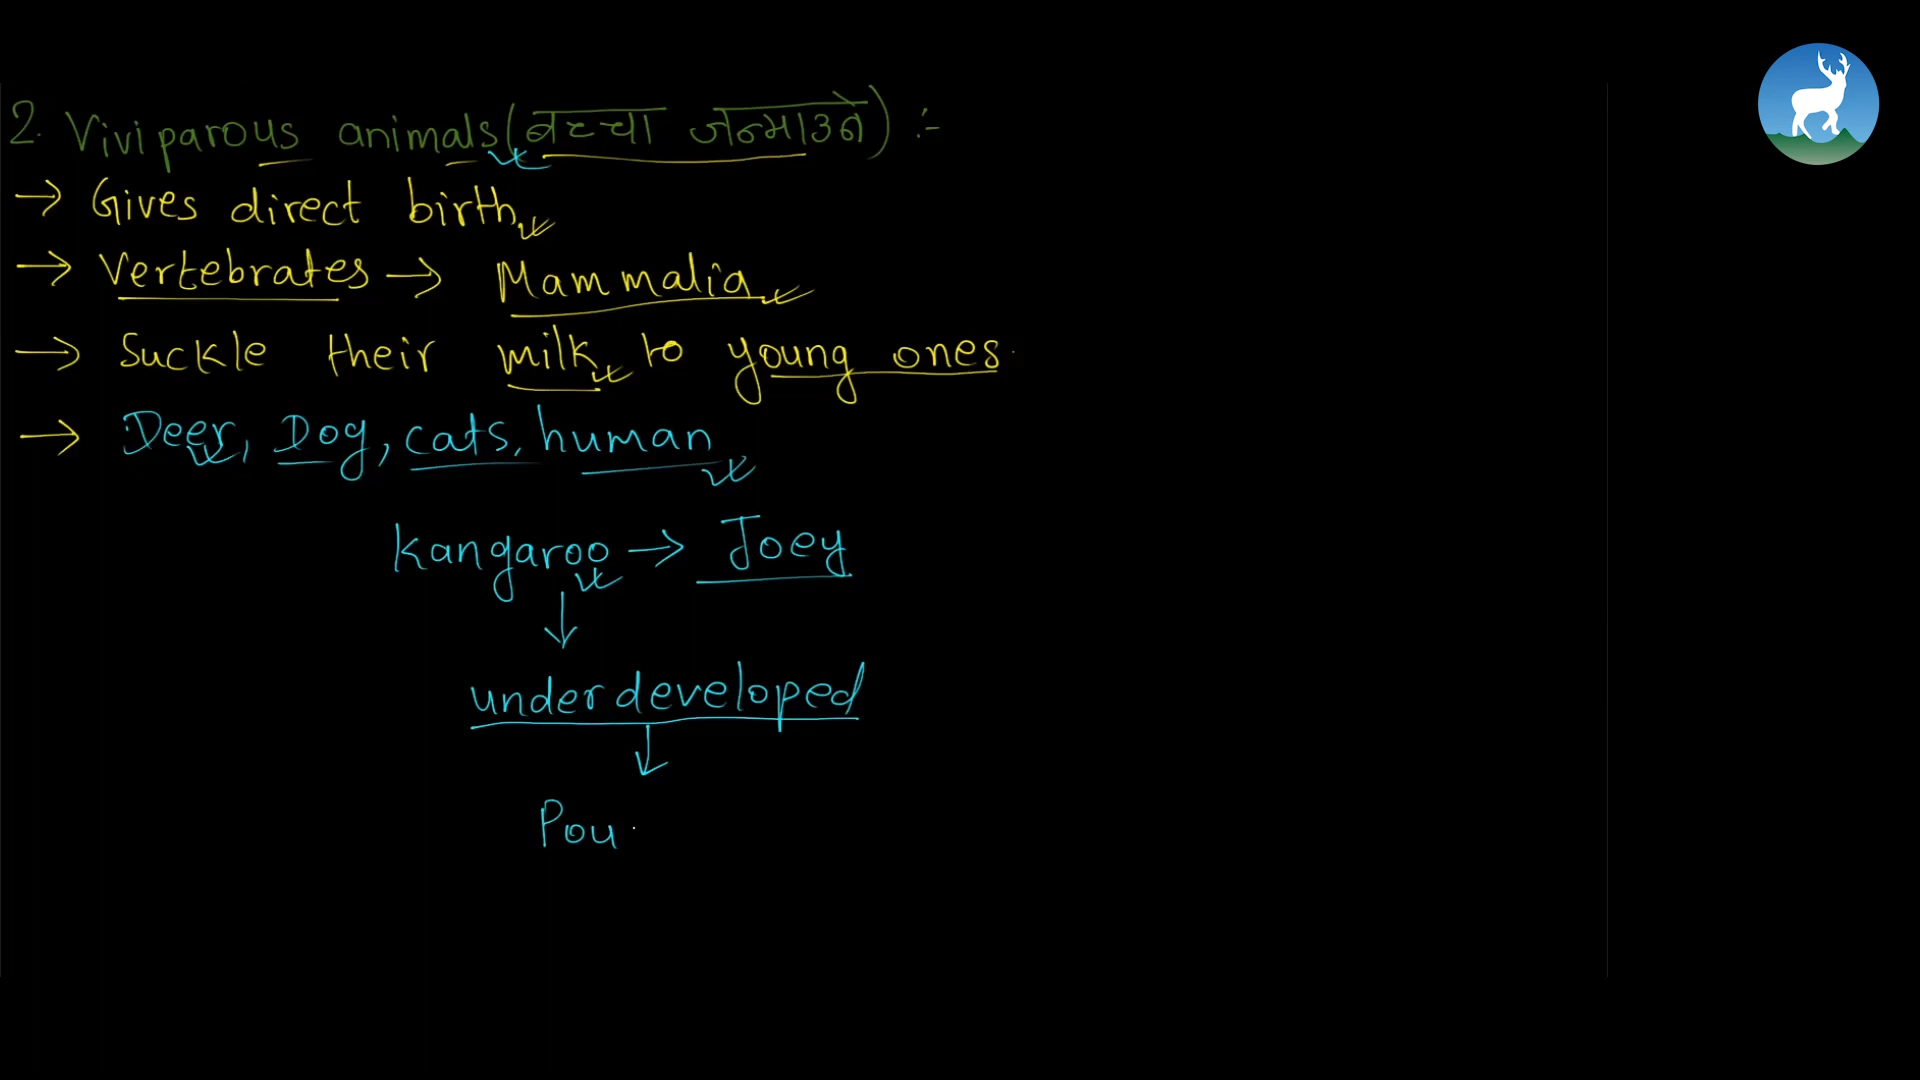 2. Viviparous animals (बच्चा जन्माउने) :-
→ Gives direct birth
→ Vertebrates → Mammalia
→ Suckle their milk to young ones.
→ Deer, Dog, cats, human
Kangaroo → Joey
↓
underdeveloped
↓
Pou